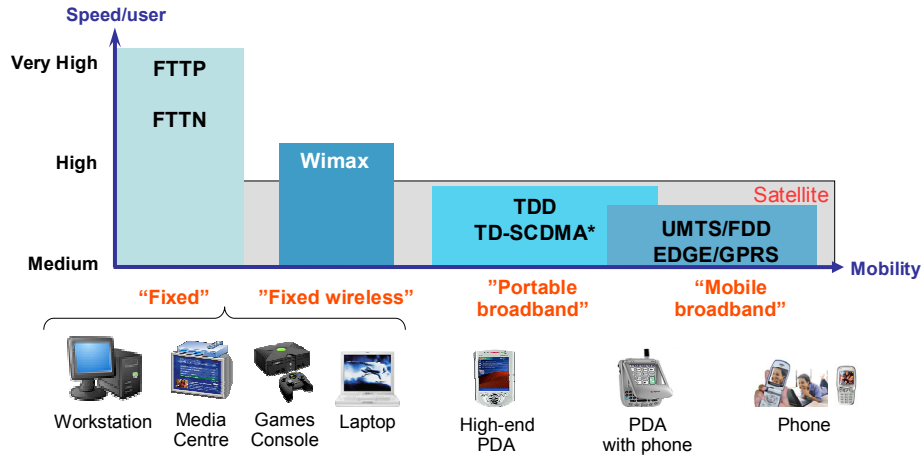 Speed/user
Very High
FTTP
FTTN
High
Wimax
Satellite
TDD
TD-SCDMA*
UMTS/FDD
EDGE/GPRS
Medium
Mobility
“Fixed”
”Fixed wireless”
”Portable
broadband”
”Mobile
broadband”
Workstation
Media
Centre
Games
Console
Laptop
High-end
PDA
PDA
with phone
Phone